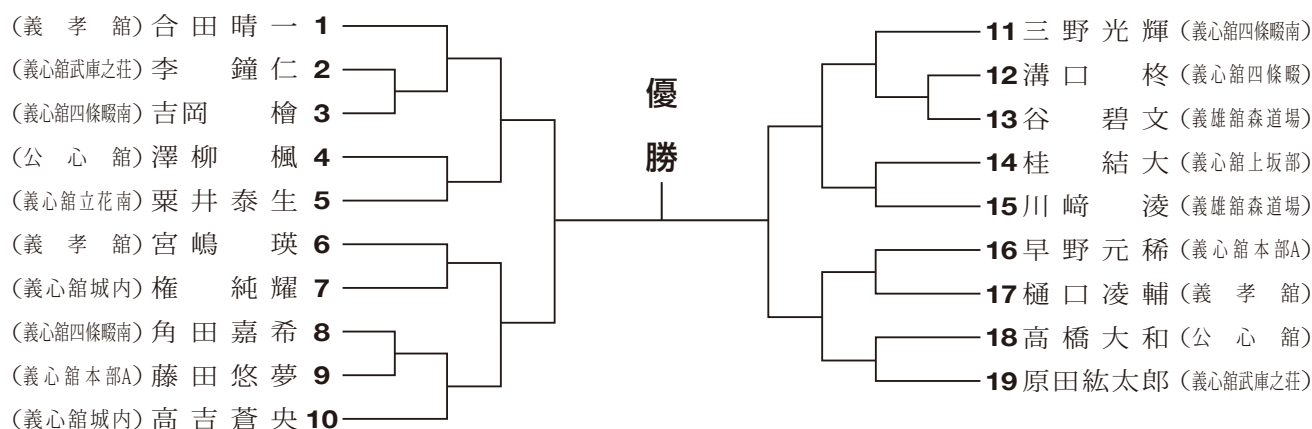 (義孝舘) 合田晴一 1
(義心舘武庫之荘) 李鐘仁 2
(義心舘四條畷南) 吉岡檜 3
(公心舘) 澤柳楓 4
(義心舘立花南) 粟井泰生 5
(義孝舘) 宮嶋瑛 6
(義心舘城内) 権純耀 7
(義心舘四條畷南) 角田嘉希 8
(義心舘本部A) 藤田悠夢 9
(義心舘城内) 高吉蒼央 10
優勝
11 三野光輝 (義心舘四條畷南)
12 溝口柊 (義心舘四條畷)
13 谷碧文 (義雄舘森道場)
14 桂結大 (義心舘上坂部)
15 川﨑淩 (義雄舘森道場)
16 早野元稀 (義心舘本部A)
17 樋口凌輔 (義孝舘)
18 高橋大和 (公心舘)
19 原田紘太郎 (義心舘武庫之荘)